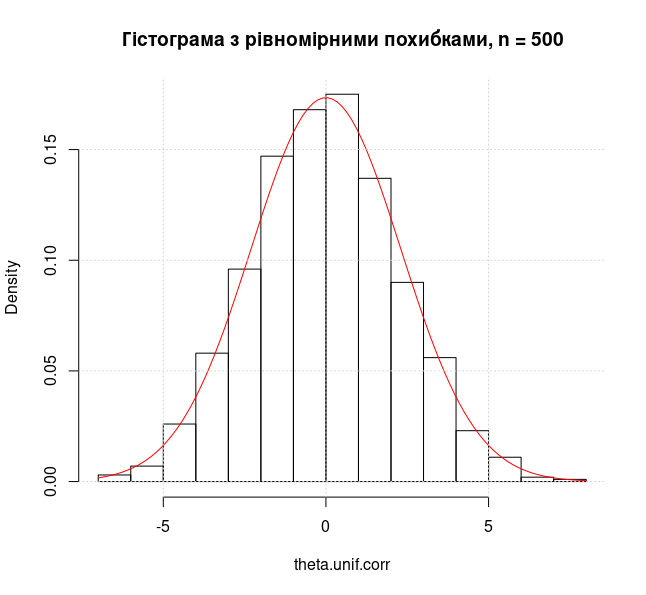 Гістограма з рівномірними похибками, n = 500
Density
0.15
0.10
0.05
0.00
-5 0 5
theta.unif.corr